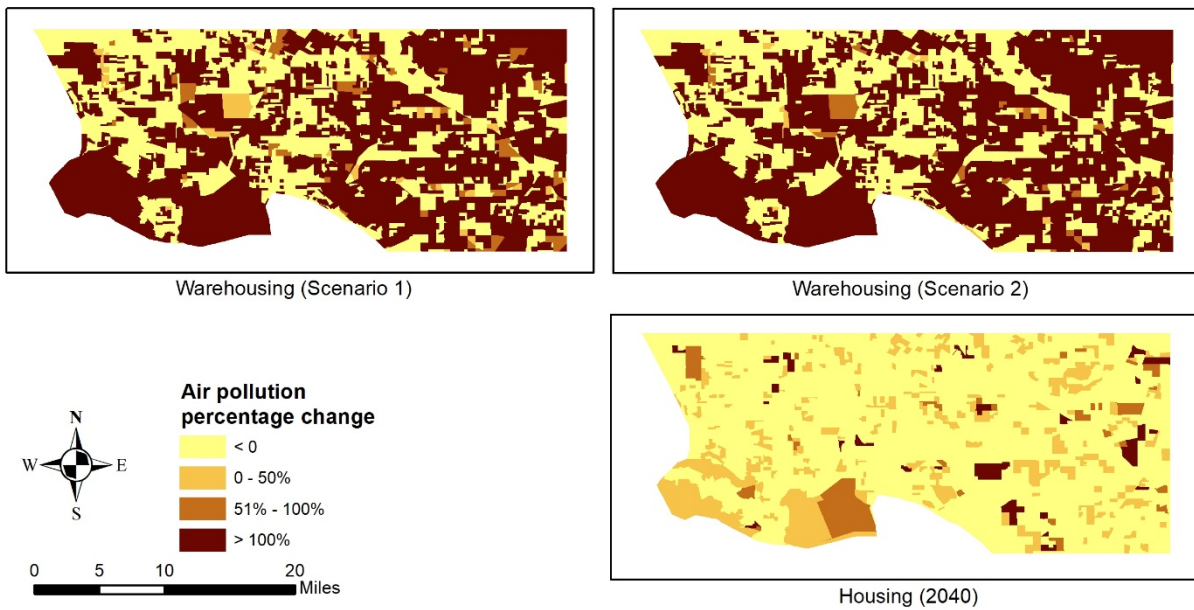 Warehousing (Scenario 1)
Warehousing (Scenario 2)
Air pollution
percentage change
< 0
0 - 50%
51% - 100%
> 100%
N
W
E
S
0
5
10
20
Miles
Housing (2040)